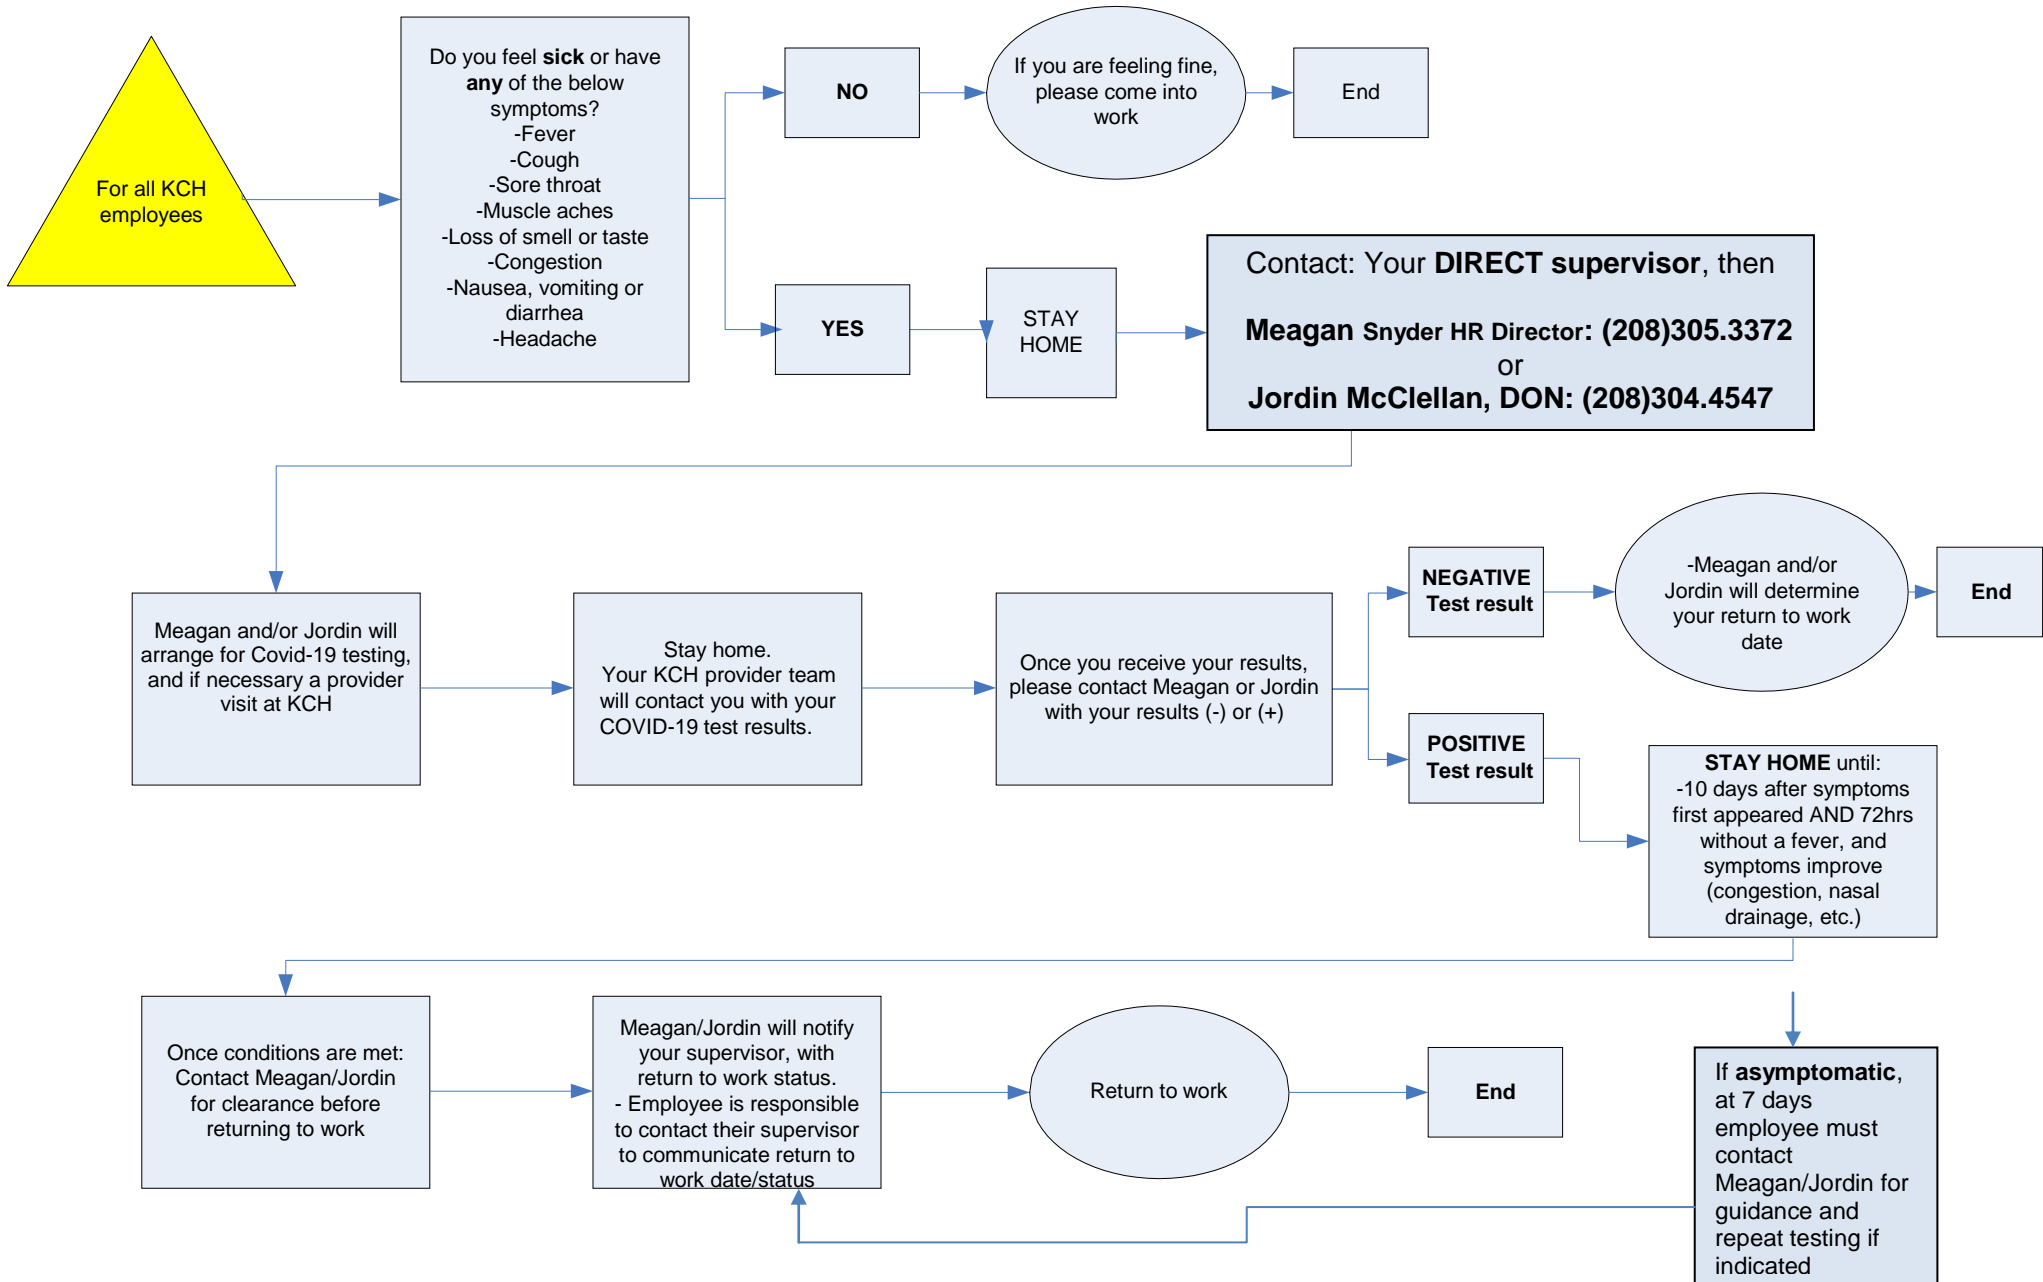 For all KCH
employees
Do you feel sick or have
any of the below
symptoms?
-Fever
-Cough
-Sore throat
-Muscle aches
-Loss of smell or taste
-Congestion
-Nausea, vomiting or
diarrhea
-Headache
NO
If you are feeling fine,
please come into
work
End
YES
STAY
HOME
Contact: Your DIRECT supervisor, then
Meagan Snyder HR Director: (208)305.3372
or
Jordin McClellan, DON: (208)304.4547
Meagan and/or Jordin will
arrange for Covid-19 testing,
and if necessary a provider
visit at KCH
Stay home.
Your KCH provider team
will contact you with your
COVID-19 test results.
Once you receive your results,
please contact Meagan or Jordin
with your results (-) or (+)
NEGATIVE
Test result
-Meagan and/or
Jordin will determine
your return to work
date
End
POSITIVE
Test result
STAY HOME until:
-10 days after symptoms
first appeared AND 72hrs
without a fever, and
symptoms improve
(congestion, nasal
drainage, etc.)
Once conditions are met:
Contact Meagan/Jordin
for clearance before
returning to work
Meagan/Jordin will notify
your supervisor, with
return to work status.
- Employee is responsible
to contact their supervisor
to communicate return to
work date/status
Return to work
End
If asymptomatic,
at 7 days
employee must
contact
Meagan/Jordin for
guidance and
repeat testing if
indicated